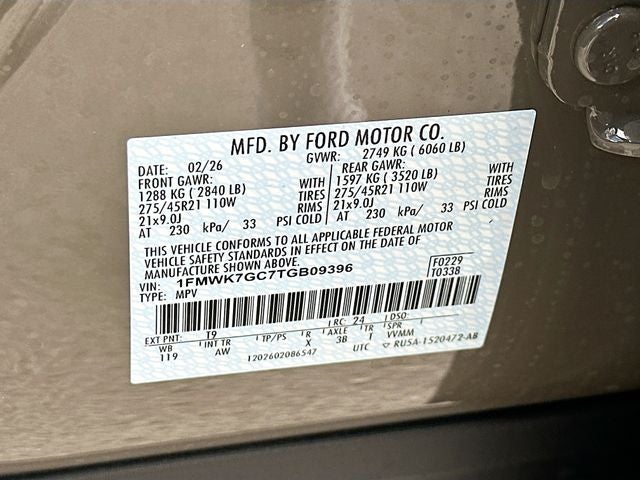 MFD. BY FORD MOTOR CO.
DATE: 02/26 GVWR: 2749 KG ( 6060 LB)
FRONT GAWR: REAR GAWR:
1288 KG ( 2840 LB) WITH 1597 KG ( 3520 LB) WITH
275/45R21 110W TIRES 275/45R21 110W TIRES
21x9.0J RIMS 21x9.0J RIMS
AT 230 kPa/ 33 PSI COLD AT 230 kPa/ 33 PSI COLD
THIS VEHICLE CONFORMS TO ALL APPLICABLE FEDERAL MOTOR
VEHICLE SAFETY STANDARDS IN EFFECT ON THE DATE OF
MANUFACTURE SHOWN ABOVE.
VIN: 1FMWK7GC7TGB09396 F0229
TYPE: MPV T0338
EXT PNT: T9 RC: 24 DSO:
WB INT TR TP/PS R AXLE TR SPR
119 AW X 3B T VVMM
1202602086547 UTC RU5A-1520472-AB